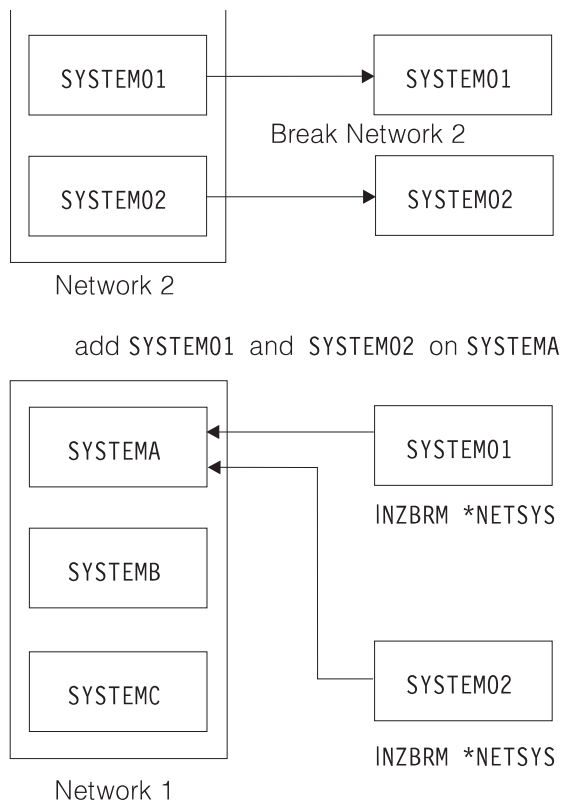 SYSTEM01
SYSTEM01
Break Network 2
SYSTEM02
SYSTEM02
Network 2
add SYSTEM01 and SYSTEM02 on SYSTEMA
SYSTEMA
SYSTEM01
INZBRM *NETSYS
SYSTEMB
SYSTEMC
SYSTEM02
INZBRM *NETSYS
Network 1